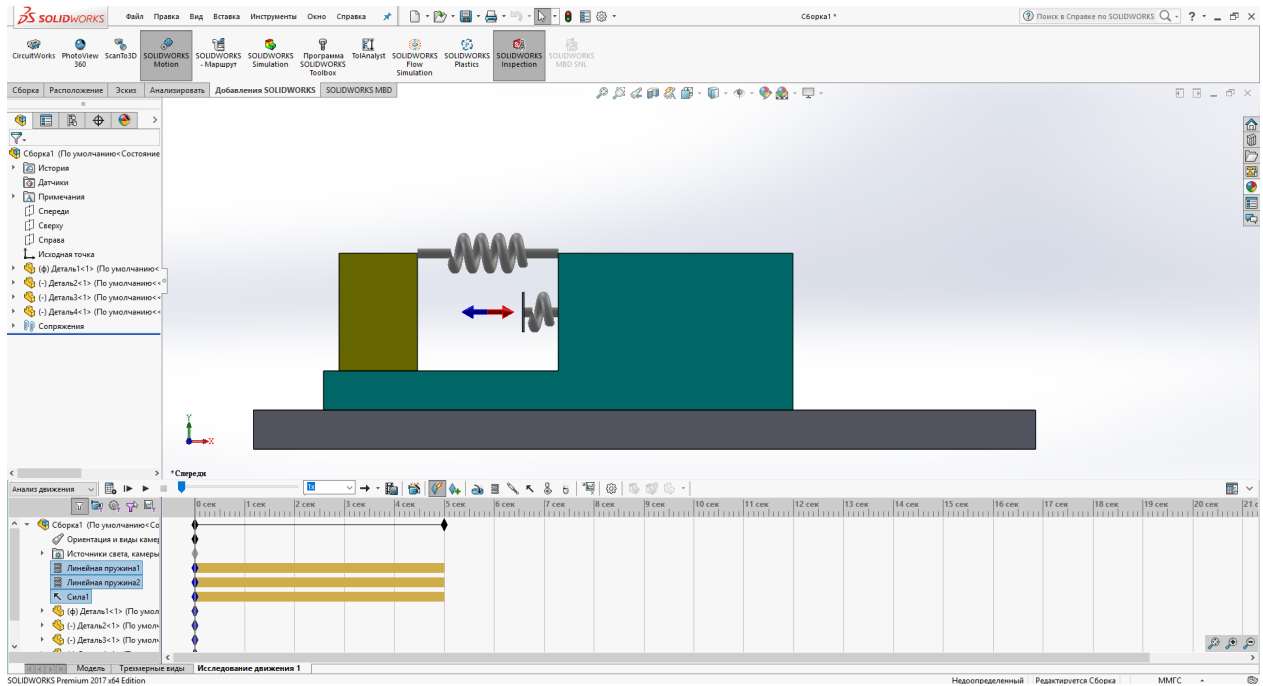 SOLIDWORKS Файл Правка Вид Вставка Инструменты Окно Справка Сборка1 * Поиск в Справке по SOLIDWORKS ?
CircuitWorks PhotoView 360 ScanTo3D SOLIDWORKS Motion SOLIDWORKS - Маршрут SOLIDWORKS Simulation Программа SOLIDWORKS Toolbox TolAnalyst SOLIDWORKS Flow Simulation SOLIDWORKS Plastics SOLIDWORKS Inspection SOLIDWORKS MBD SNL
Сборка Расположение Эскиз Анализировать Добавления SOLIDWORKS SOLIDWORKS MBD
Сборка1 (По умолчанию<Состояние
История
Датчики
Примечания
Спереди
Сверху
Справа
Исходная точка
(ф) Деталь1<1> (По умолчанию<
(-) Деталь2<1> (По умолчанию<<
(-) Деталь3<1> (По умолчанию<<
(-) Деталь4<1> (По умолчанию<<
Сопряжения
Y
X
*Спереди
Анализ движения 1x
0 сек 1 сек 2 сек 3 сек 4 сек 5 сек 6 сек 7 сек 8 сек 9 сек 10 сек 11 сек 12 сек 13 сек 14 сек 15 сек 16 сек 17 сек 18 сек 19 сек 20 сек 21 с
Сборка1 (По умолчанию<Со
Ориентация и виды камер
Источники света, камеры
Линейная пружина1
Линейная пружина2
Сила1
(ф) Деталь1<1> (По умол
(-) Деталь2<1> (По умолч
(-) Деталь3<1> (По умолч
Модель Трехмерные виды Исследование движения 1
SOLIDWORKS Premium 2017 x64 Edition Недоопределенный Редактируется Сборка ММГС